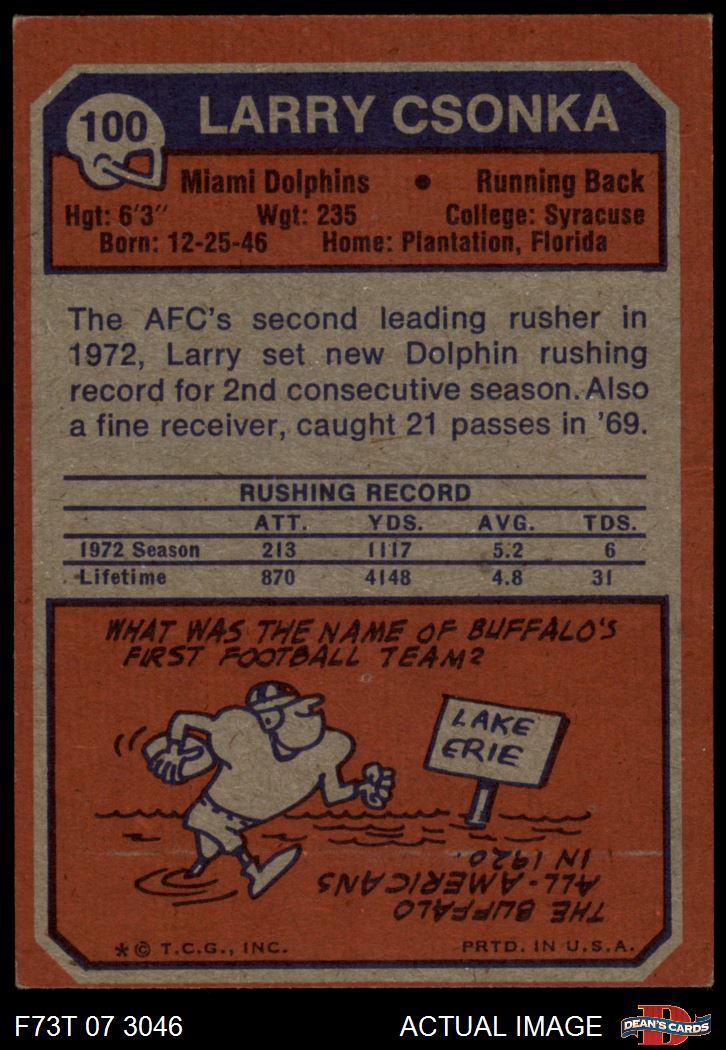 100
LARRY CSONKA
Miami Dolphins • Running Back
Hgt: 6'3" Wgt: 235 College: Syracuse
Born: 12-25-46 Home: Plantation, Florida
The AFC's second leading rusher in
1972, Larry set new Dolphin rushing
record for 2nd consecutive season. Also
a fine receiver, caught 21 passes in '69.
RUSHING RECORD
ATT. YDS. AVG. TDS.
1972 Season 213 1117 5.2 6
Lifetime 870 4148 4.8 31
WHAT WAS THE NAME OF BUFFALO'S
FIRST FOOTBALL TEAM?
LAKE
ERIE
THE BUFFALO
ALL-AMERICANS
IN 1920.
*© T.C.G., INC. PRTD. IN U.S.A.
F73T 07 3046 ACTUAL IMAGE
D
DEAN'S CARDS